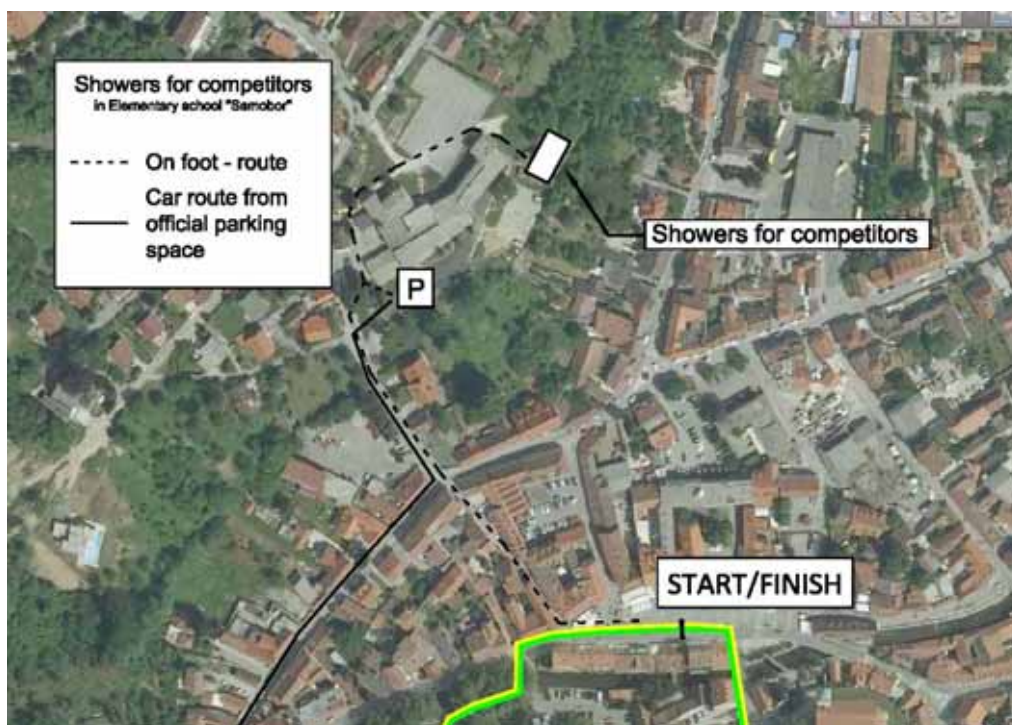 Showers for competitors
in Elementary school "Samobor"
On foot - route
Car route from
official parking
space
P
Showers for competitors
START/FINISH